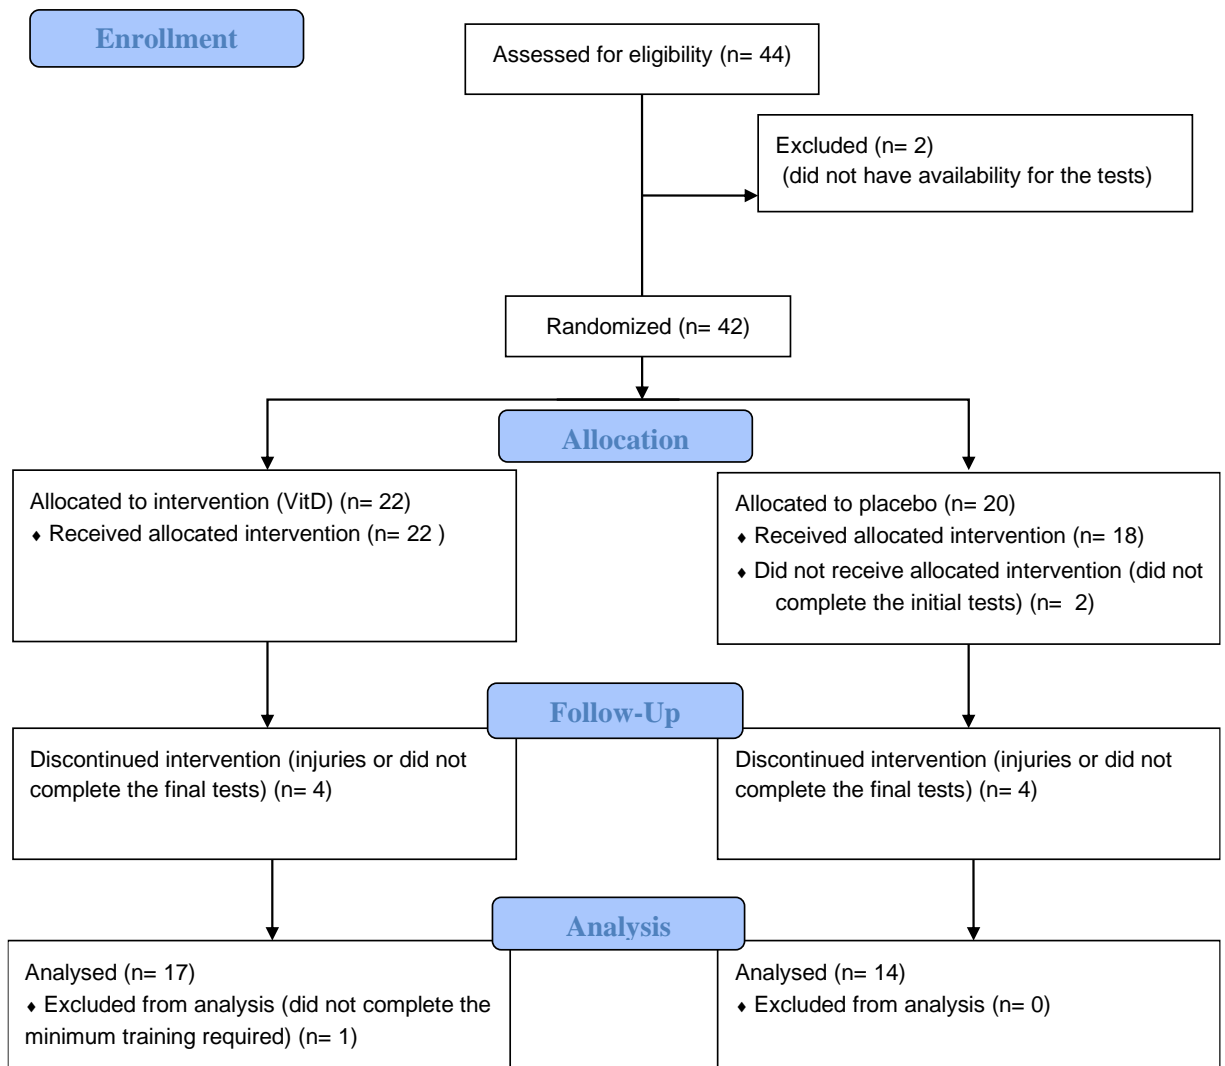 Enrollment
Assessed for eligibility (n= 44)
Excluded (n= 2)
(did not have availability for the tests)
Randomized (n= 42)
Allocation
Allocated to intervention (VitD) (n= 22)
♦ Received allocated intervention (n= 22 )
Allocated to placebo (n= 20)
♦ Received allocated intervention (n= 18)
♦ Did not receive allocated intervention (did not
complete the initial tests) (n=  2)
Follow-Up
Discontinued intervention (injuries or did not
complete the final tests) (n= 4)
Discontinued intervention (injuries or did not
complete the final tests) (n= 4)
Analysis
Analysed (n= 17)
♦ Excluded from analysis (did not complete the
minimum training required) (n= 1)
Analysed (n= 14)
♦ Excluded from analysis (n= 0)